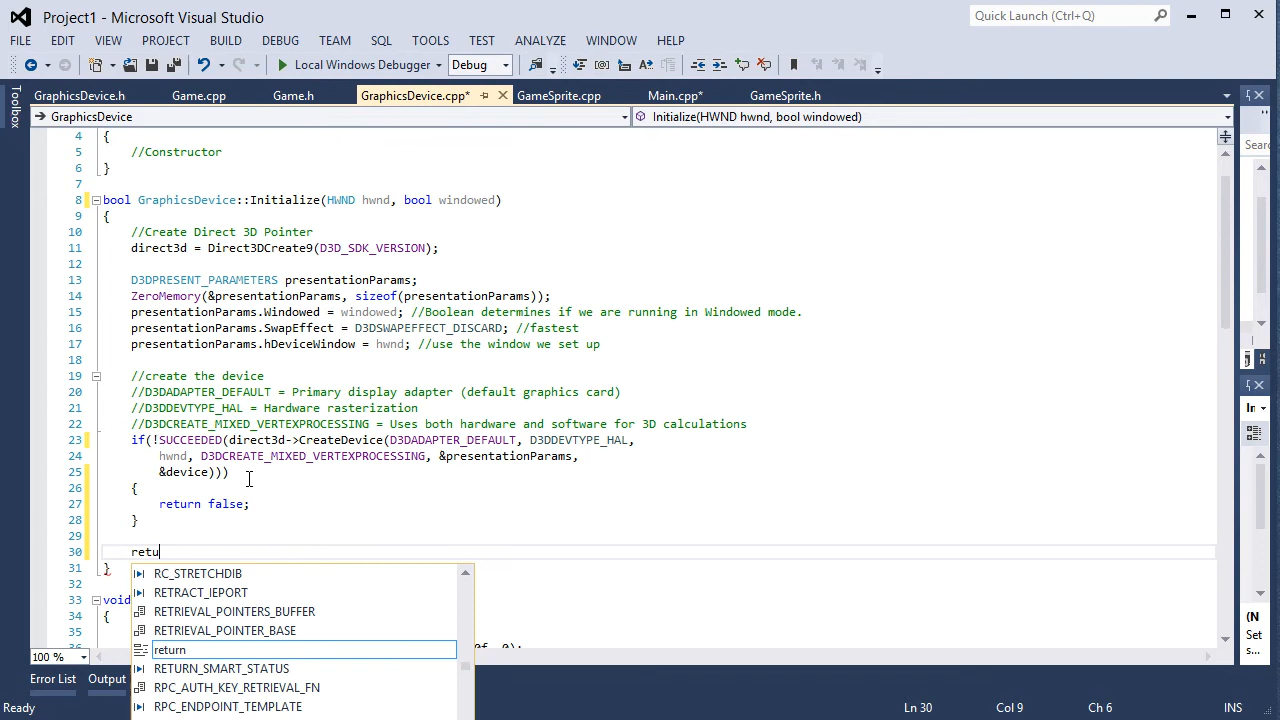 Project1 - Microsoft Visual Studio
Quick Launch (Ctrl+Q)
FILE EDIT VIEW PROJECT BUILD DEBUG TEAM SQL TOOLS TEST ANALYZE WINDOW HELP
Local Windows Debugger Debug
Toolbox
GraphicsDevice.h Game.cpp Game.h GraphicsDevice.cpp* GameSprite.cpp Main.cpp* GameSprite.h
GraphicsDevice Initialize(HWND hwnd, bool windowed)
Searc
4 {
5 //Constructor
6 }
7
8 bool GraphicsDevice::Initialize(HWND hwnd, bool windowed)
9 {
10 //Create Direct 3D Pointer
11 direct3d = Direct3DCreate9(D3D_SDK_VERSION);
12
13 D3DPRESENT_PARAMETERS presentationParams;
14 ZeroMemory(&presentationParams, sizeof(presentationParams));
15 presentationParams.Windowed = windowed; //Boolean determines if we are running in Windowed mode.
16 presentationParams.SwapEffect = D3DSWAPEFFECT_DISCARD; //fastest
17 presentationParams.hDeviceWindow = hwnd; //use the window we set up
18
19 //create the device
20 //D3DADAPTER_DEFAULT = Primary display adapter (default graphics card)
21 //D3DDEVTYPE_HAL = Hardware rasterization
22 //D3DCREATE_MIXED_VERTEXPROCESSING = Uses both hardware and software for 3D calculations
23 if(!SUCCEEDED(direct3d->CreateDevice(D3DADAPTER_DEFAULT, D3DDEVTYPE_HAL,
24 hwnd, D3DCREATE_MIXED_VERTEXPROCESSING, &presentationParams,
25 &device)))
26 {
27 return false;
28 }
29
30 retu
31 }
32
33 void
34 {
35
36 0f, 0);
RC_STRETCHDIB
RETRACT_IEPORT
RETRIEVAL_POINTERS_BUFFER
RETRIEVAL_POINTER_BASE
return
RETURN_SMART_STATUS
RPC_AUTH_KEY_RETRIEVAL_FN
RPC_ENDPOINT_TEMPLATE
In
(N
Set
s...
100 %
Error List Output
Ready Ln 30 Col 9 Ch 6 INS